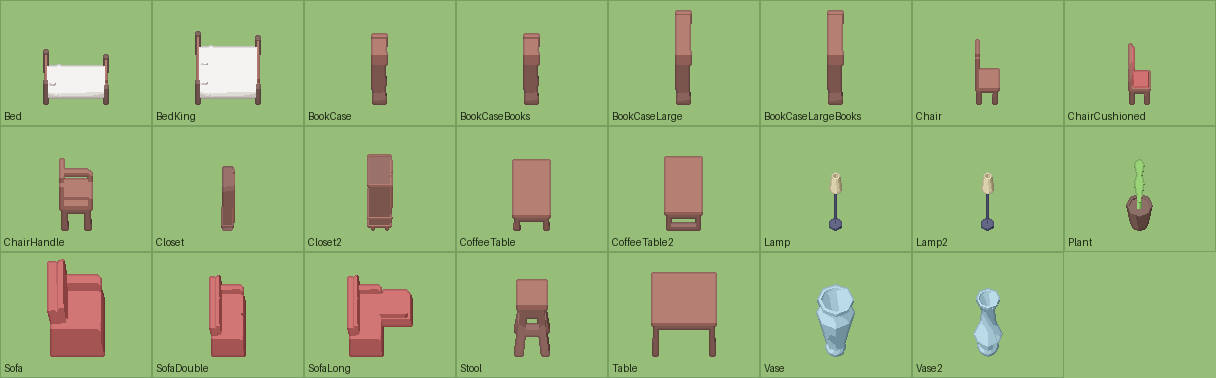 Bed
BedKing
BookCase
BookCaseBooks
BookCaseLarge
BookCaseLargeBooks
Chair
ChairCushioned
ChairHandle
Closet
Closet2
CoffeeTable
CoffeeTable2
Lamp
Lamp2
Plant
Sofa
SofaDouble
SofaLong
Stool
Table
Vase
Vase2